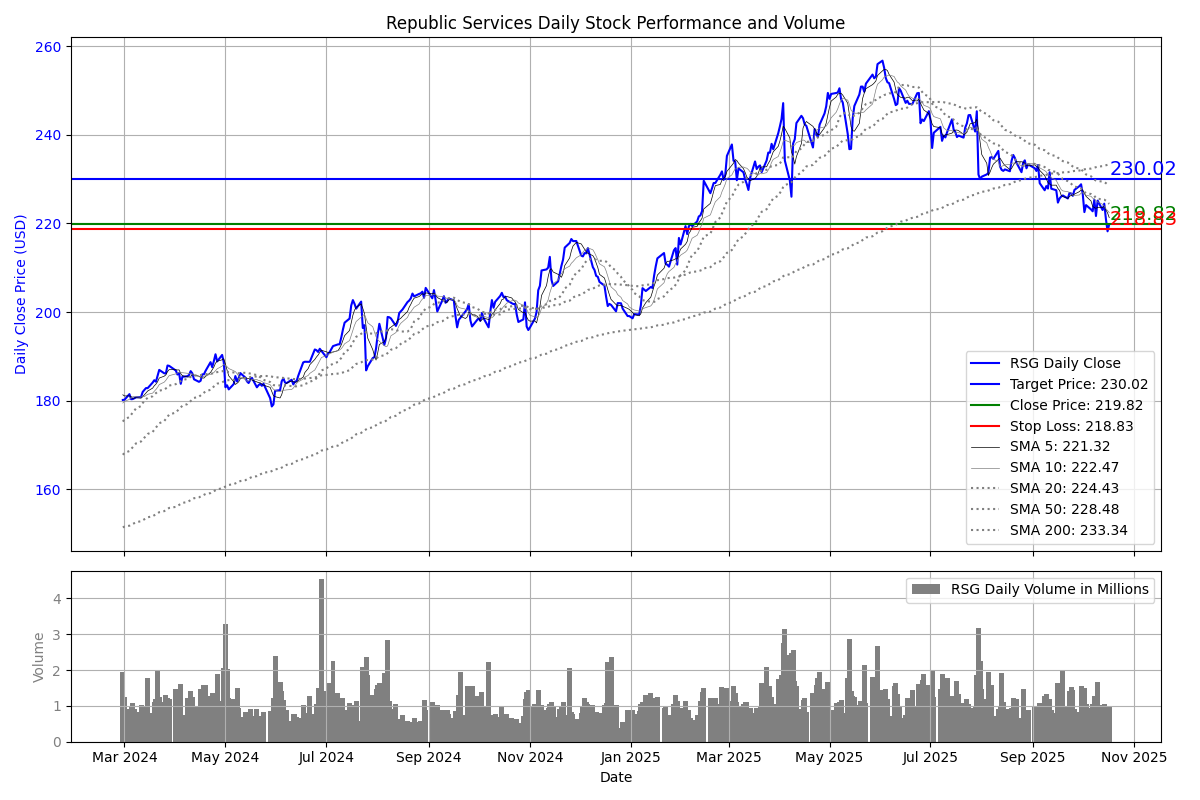 Republic Services Daily Stock Performance and Volume
Daily Close Price (USD)
260
240
220
200
180
160
230.02
219.82
218.83
RSG Daily Close
Target Price: 230.02
Close Price: 219.82
Stop Loss: 218.83
SMA 5: 221.32
SMA 10: 222.47
SMA 20: 224.43
SMA 50: 228.48
SMA 200: 233.34
Volume
4
3
2
1
0
RSG Daily Volume in Millions
Mar 2024 May 2024 Jul 2024 Sep 2024 Nov 2024 Jan 2025 Mar 2025 May 2025 Jul 2025 Sep 2025 Nov 2025
Date